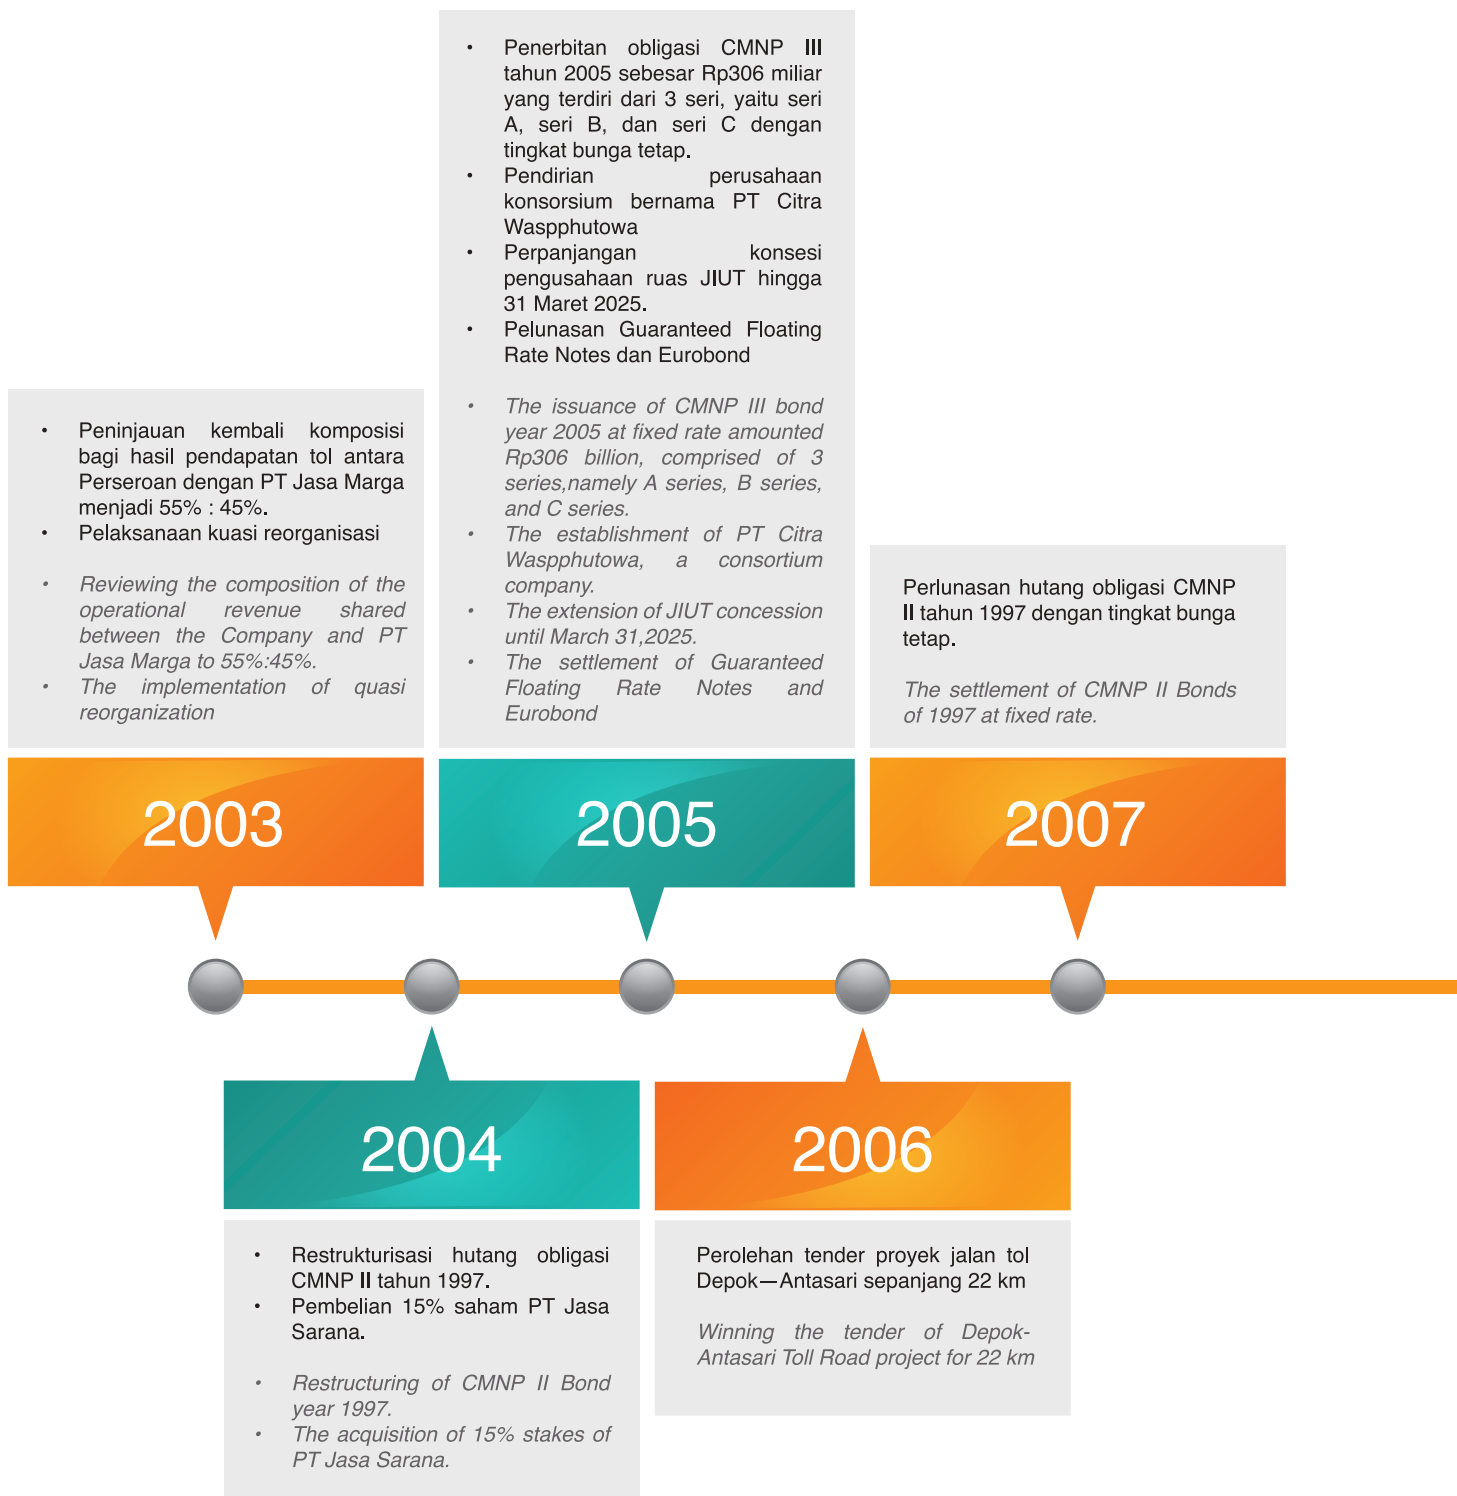 • Peninjauan kembali komposisi
bagi hasil pendapatan tol antara
Perseroan dengan PT Jasa Marga
menjadi 55% : 45%.
• Pelaksanaan kuasi reorganisasi
• Reviewing the composition of the
operational revenue shared
between the Company and PT
Jasa Marga to 55%:45%.
• The implementation of quasi
reorganization
2003
• Restrukturisasi hutang obligasi
CMNP II tahun 1997.
• Pembelian 15% saham PT Jasa
Sarana.
• Restructuring of CMNP II Bond
year 1997.
• The acquisition of 15% stakes of
PT Jasa Sarana.
2004
• Penerbitan obligasi CMNP III
tahun 2005 sebesar Rp306 miliar
yang terdiri dari 3 seri, yaitu seri
A, seri B, dan seri C dengan
tingkat bunga tetap.
• Pendirian perusahaan
konsorsium bernama PT Citra
Waspphutowa
• Perpanjangan konsesi
pengusahaan ruas JIUT hingga
31 Maret 2025.
• Pelunasan Guaranteed Floating
Rate Notes dan Eurobond
• The issuance of CMNP III bond
year 2005 at fixed rate amounted
Rp306 billion, comprised of 3
series,namely A series, B series,
and C series.
• The establishment of PT Citra
Waspphutowa, a consortium
company.
• The extension of JIUT concession
until March 31,2025.
• The settlement of Guaranteed
Floating Rate Notes and
Eurobond
2005
2006
Perolehan tender proyek jalan tol
Depok—Antasari sepanjang 22 km
Winning the tender of Depok-
Antasari Toll Road project for 22 km
Perlunasan hutang obligasi CMNP
II tahun 1997 dengan tingkat bunga
tetap.
The settlement of CMNP II Bonds
of 1997 at fixed rate.
2007